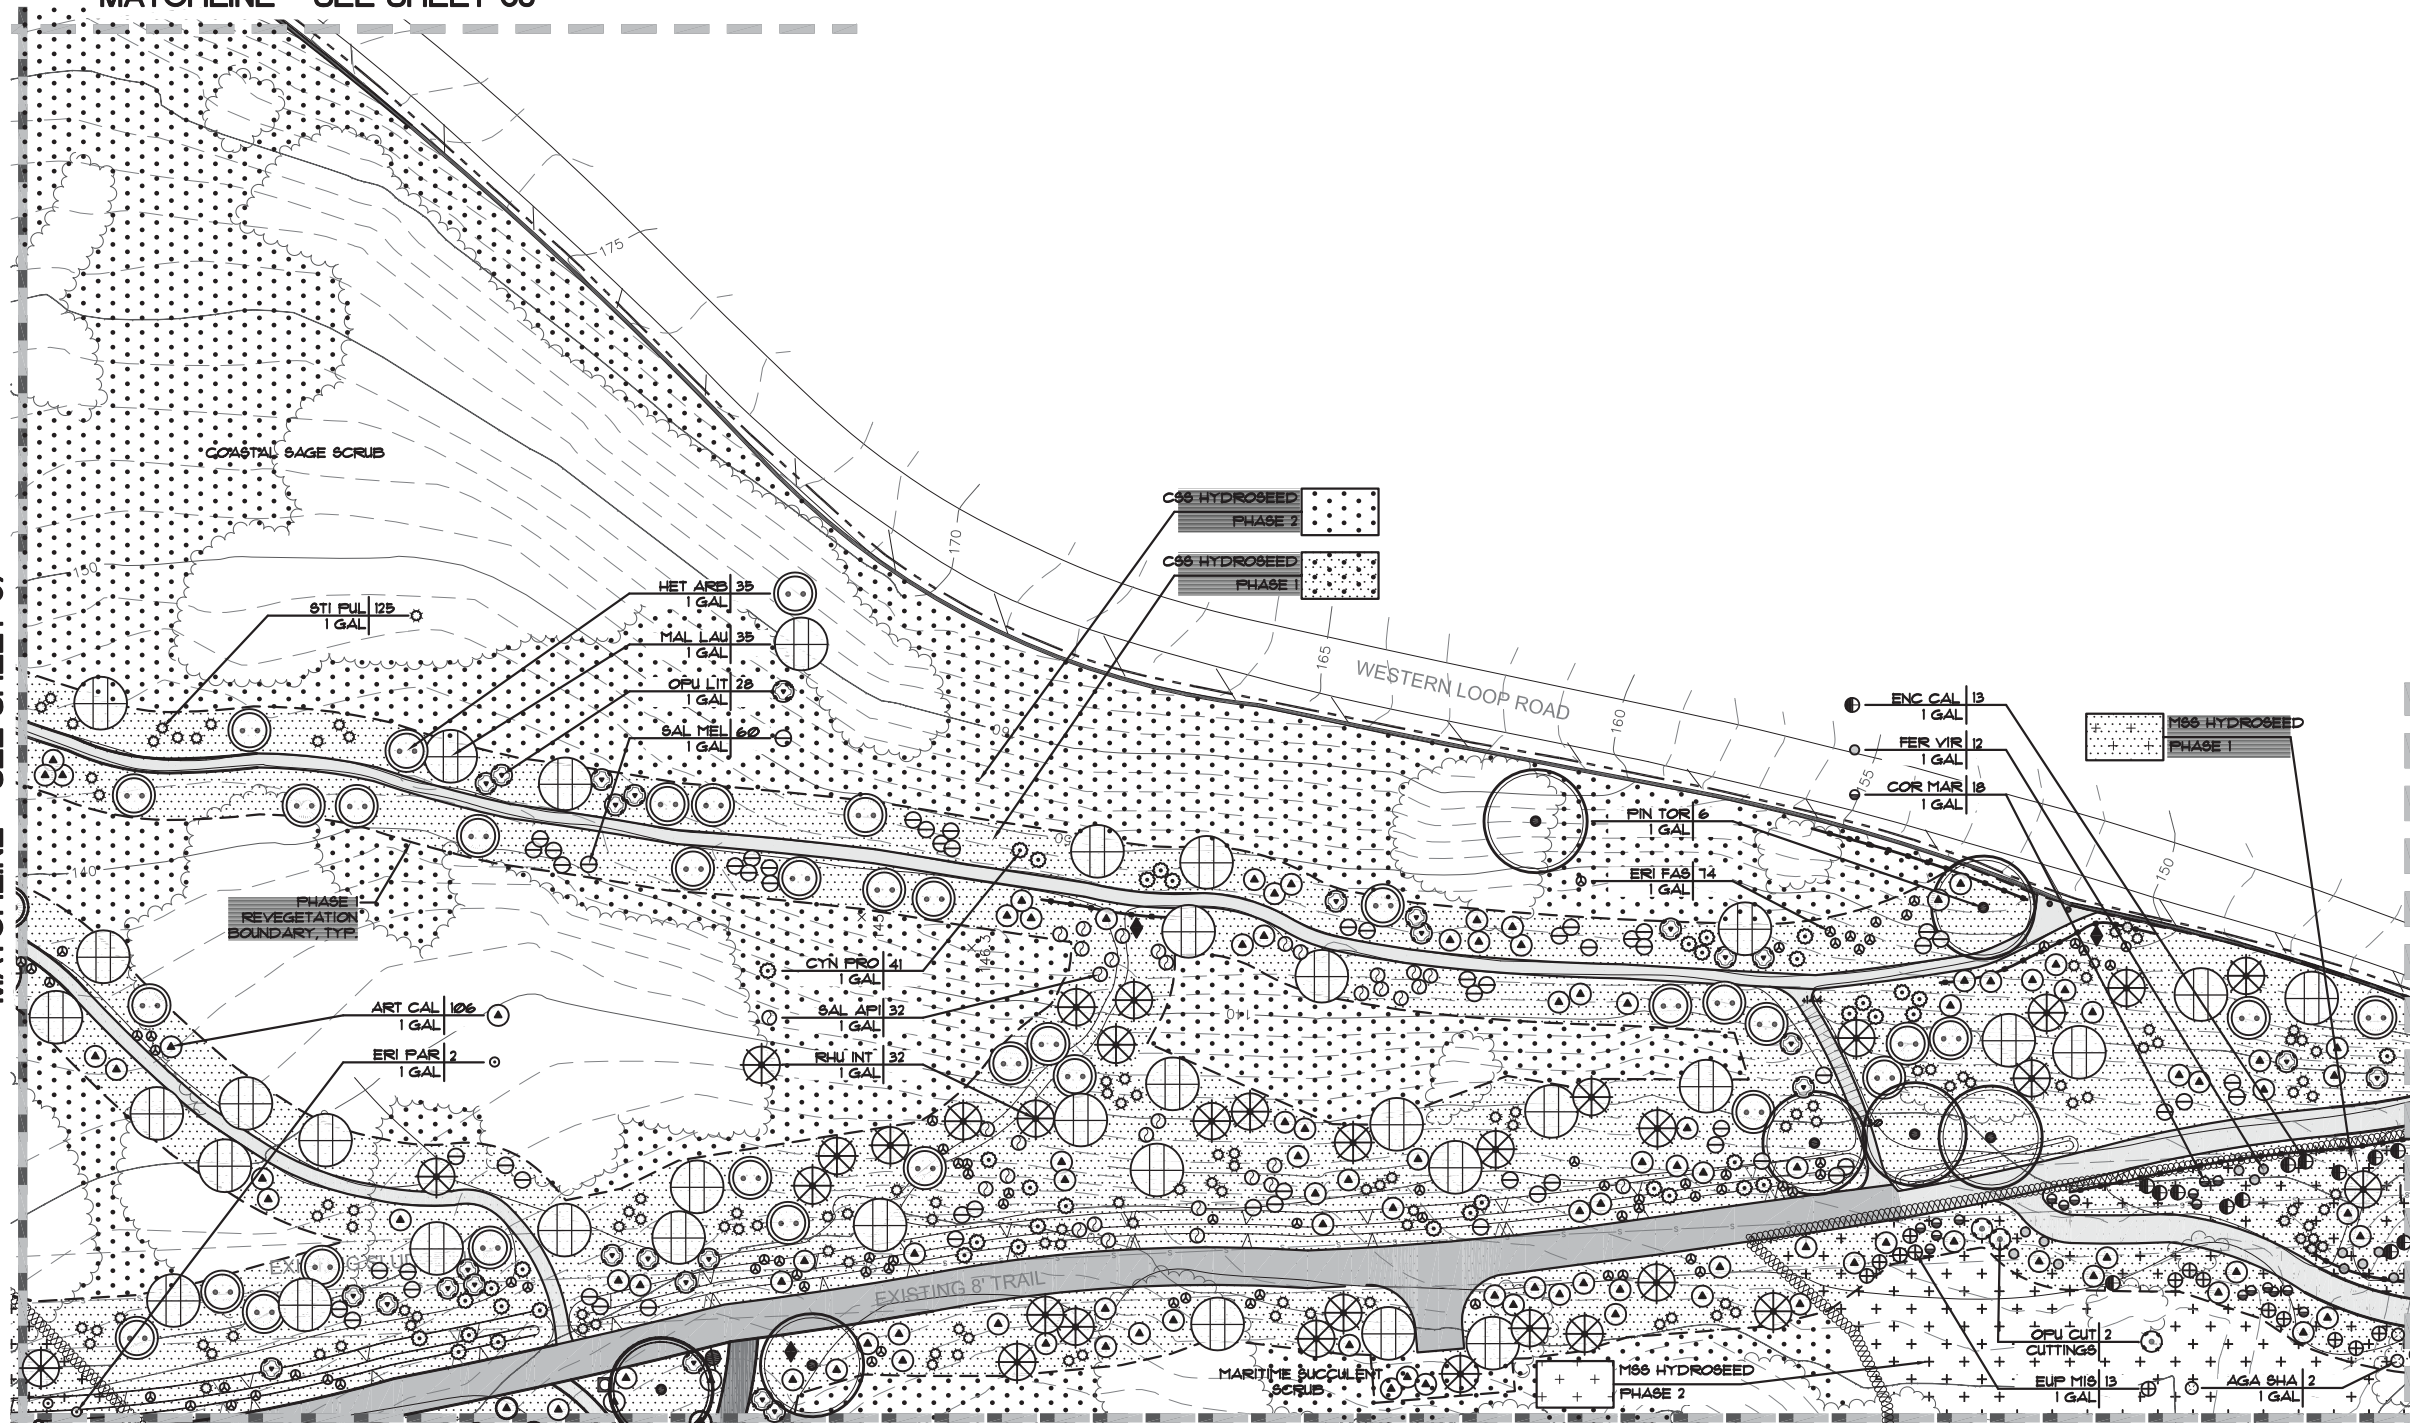 MATCHLINE - SEE SHEET
175
COASTAL SAGE SCRUB
CSS HYDROSEED
PHASE 2
170
CSS HYDROSEED
PHASE 1
150
STI PUL 125
1 GAL
HET ARB 35
1 GAL
MAL LAU 35
1 GAL
OPU LIT 28
1 GAL
SAL MEL 60
1 GAL
165
WESTERN LOOP ROAD
160
155
150
ENC CAL 13
1 GAL
FER VIR 12
1 GAL
COR MAR 18
1 GAL
MSS HYDROSEED
PHASE 1
PIN TOR 6
1 GAL
ERI FAS 74
1 GAL
140
PHASE 1
REVEGETATION
BOUNDARY, TYP.
145
146.3
CYN PRO 41
1 GAL
SAL API 32
1 GAL
RHU INT 32
1 GAL
ART CAL 106
1 GAL
ERI PAR 2
1 GAL
110
EXISTING 8' TRAIL
MARITIME SUCCULENT
SCRUB
MSS HYDROSEED
PHASE 2
OPU CUT 2
CUTTINGS
EUP MIS 13
1 GAL
AGA SHA 2
1 GAL